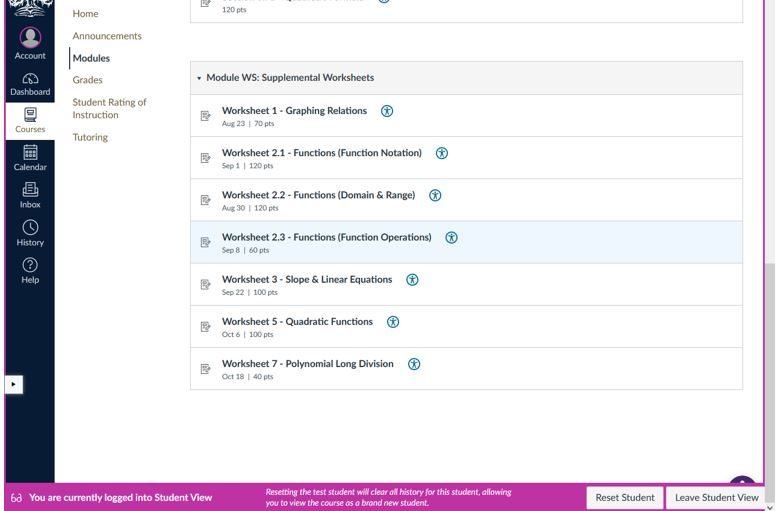 120 pts
Home
Announcements
Modules
Grades
Student Rating of
Instruction
Tutoring
Account
Dashboard
Courses
Calendar
Inbox
History
Help
Module WS: Supplemental Worksheets
Worksheet 1 - Graphing Relations
Aug 23 | 70 pts
Worksheet 2.1 - Functions (Function Notation)
Sep 1 | 120 pts
Worksheet 2.2 - Functions (Domain & Range)
Aug 30 | 120 pts
Worksheet 2.3 - Functions (Function Operations)
Sep 8 | 60 pts
Worksheet 3 - Slope & Linear Equations
Sep 22 | 100 pts
Worksheet 5 - Quadratic Functions
Oct 6 | 100 pts
Worksheet 7 - Polynomial Long Division
Oct 18 | 40 pts
You are currently logged into Student View
Resetting the test student will clear all history for this student, allowing
you to view the course as a brand new student.
Reset Student
Leave Student View